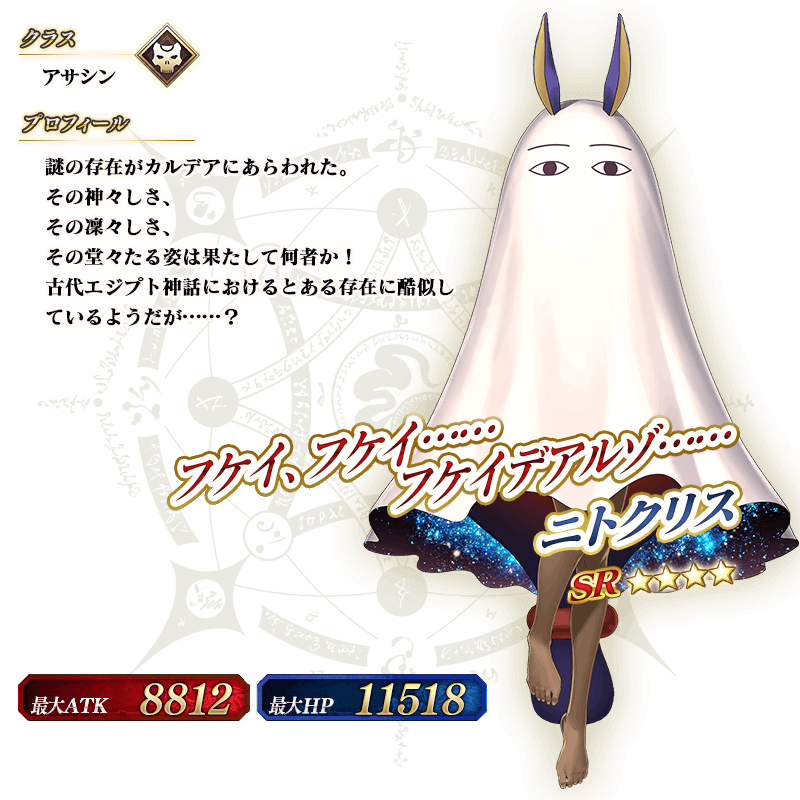 クラス
アサシン
プロフィール
謎の存在がカルデアにあらわれた。
その神々しさ、
その凜々しさ、
その堂々たる姿は果たして何者か！
古代エジプト神話におけるとある存在に酷似し
ているようだが……？
フケイ、フケイ……
フケイデアルゾ……
ニトクリス
SR
最大ATK 8812
最大HP 11518